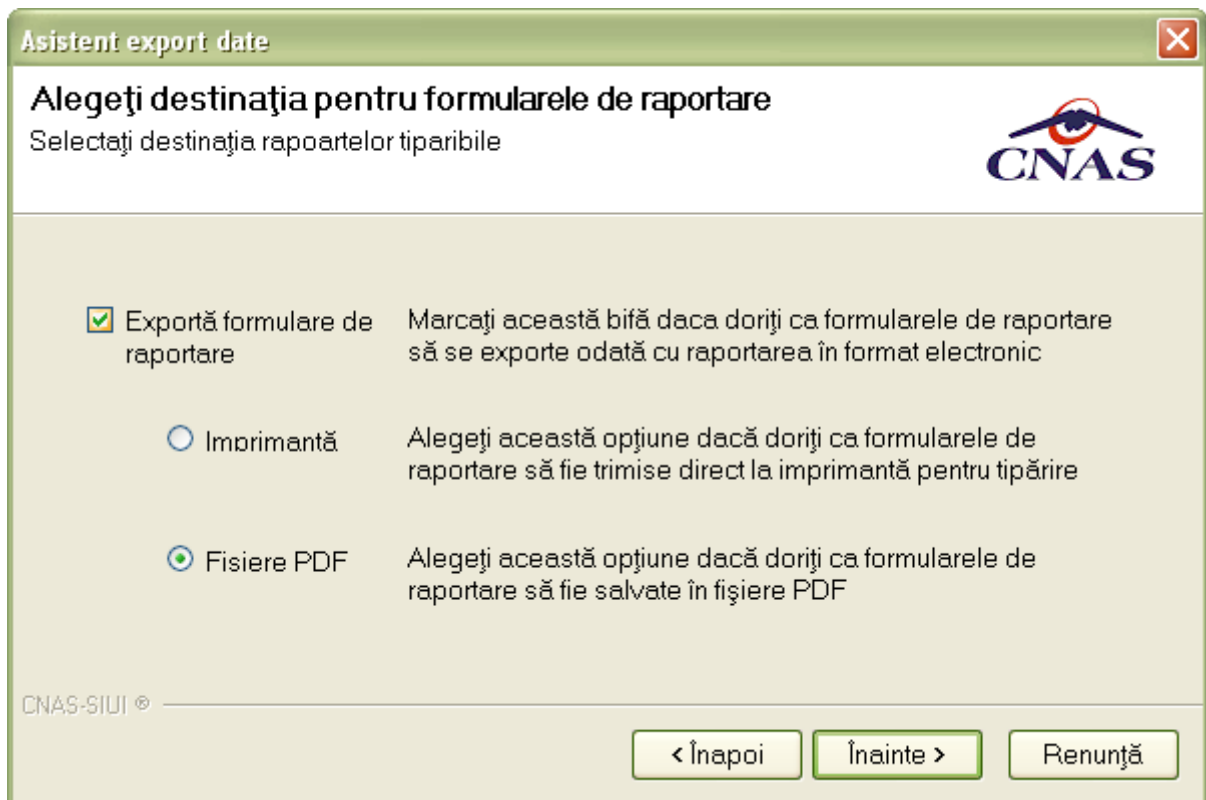 Asistent export date
Alegeţi destinaţia pentru formularele de raportare
Selectaţi destinaţia rapoartelor tiparibile
CNAS
Exportă formulare de
raportare
Marcaţi această bifă daca doriţi ca formularele de raportare
să se exporte odată cu raportarea în format electronic
Imprimantă
Alegeţi această opţiune dacă doriţi ca formularele de
raportare să fie trimise direct la imprimantă pentru tipărire
Fisiere PDF
Alegeţi această opţiune dacă doriţi ca formularele de
raportare să fie salvate în fişiere PDF
CNAS-SIUI ®
< Înapoi
Înainte >
Renunţă